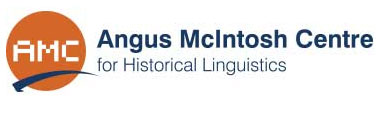 AMC
Angus McIntosh Centre
for Historical Linguistics